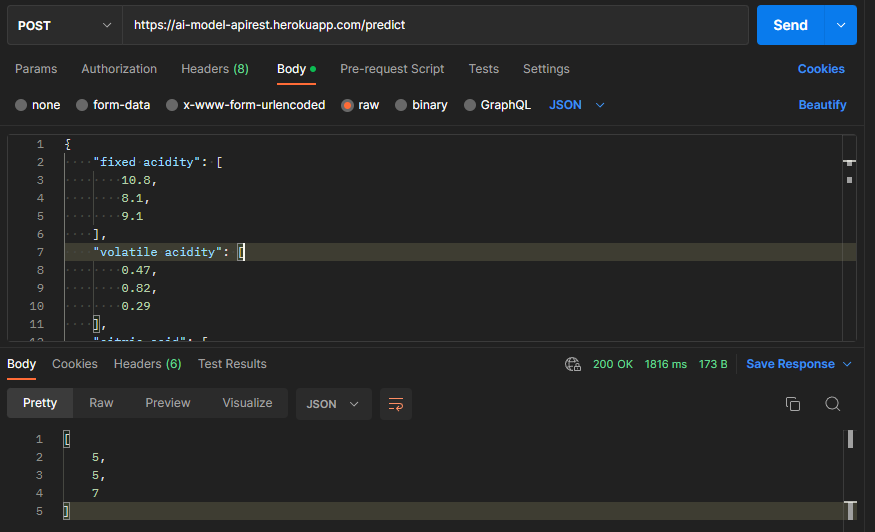 POST https://ai-model-apirest.herokuapp.com/predict Send
Params Authorization Headers (8) Body Pre-request Script Tests Settings Cookies
none form-data x-www-form-urlencoded raw binary GraphQL JSON Beautify
1 {
2 "fixed acidity": [
3 10.8,
4 8.1,
5 9.1
6 ],
7 "volatile acidity": [
8 0.47,
9 0.82,
10 0.29
11 ],
12 "citric acid": [
Body Cookies Headers (6) Test Results 200 OK 1816 ms 173 B Save Response
Pretty Raw Preview Visualize JSON
1 [
2 5,
3 5,
4 7
5 ]